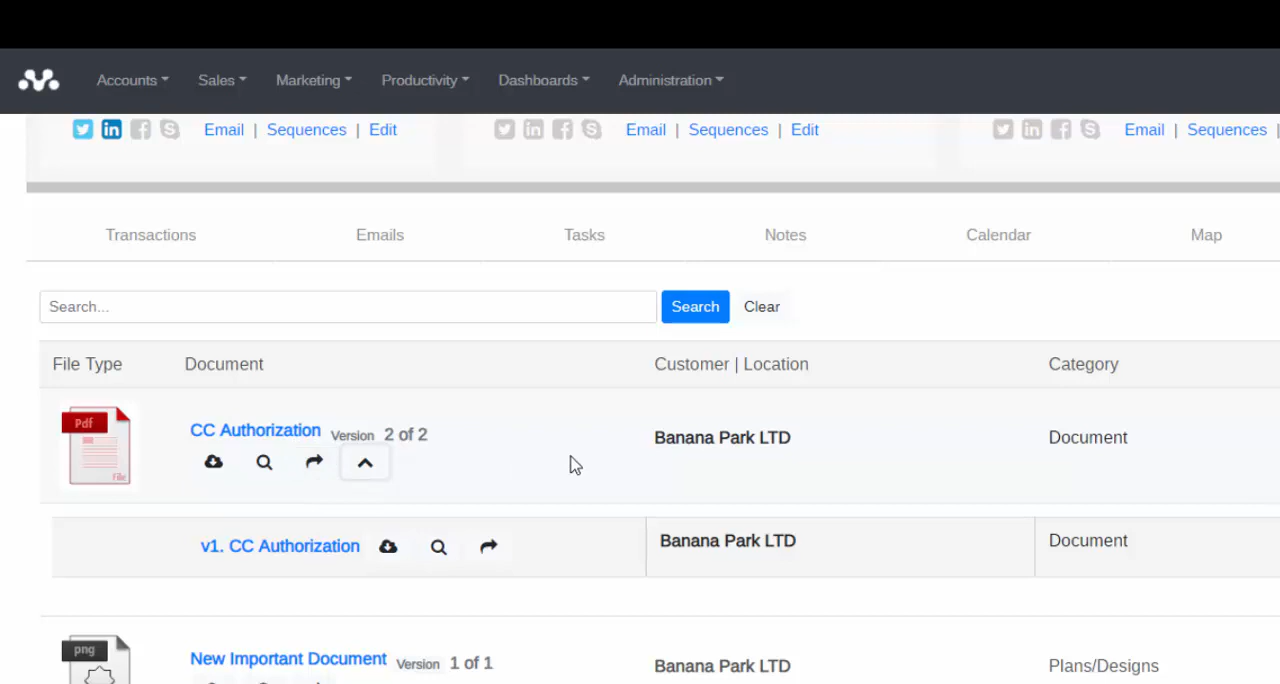 Accounts Sales Marketing Productivity Dashboards Administration
Email | Sequences | Edit Email | Sequences | Edit Email | Sequences |
Transactions Emails Tasks Notes Calendar Map
Search... Search Clear
File Type Document Customer | Location Category
Pdf File CC Authorization Version 2 of 2 Banana Park LTD Document
v1. CC Authorization Banana Park LTD Document
png New Important Document Version 1 of 1 Banana Park LTD Plans/Designs